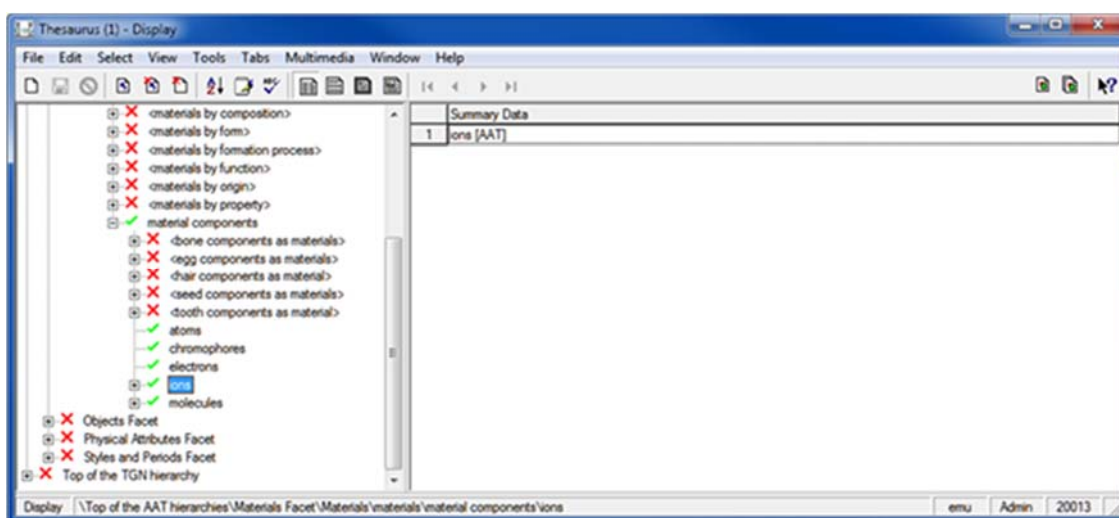 Thesaurus (1) - Display
File Edit Select View Tools Tabs Multimedia Window Help
Summary Data
1 ions [AAT]
<materials by composition>
<materials by form>
<materials by formation process>
<materials by function>
<materials by origin>
<materials by property>
material components
<bone components as materials>
<egg components as materials>
<hair components as material>
<seed components as materials>
<tooth components as material>
atoms
chromophores
electrons
ions
molecules
Objects Facet
Physical Attributes Facet
Styles and Periods Facet
Top of the TGN hierarchy
Display \Top of the AAT hierarchies\Materials Facet\Materials\materials\material components\ions emu Admin 20013